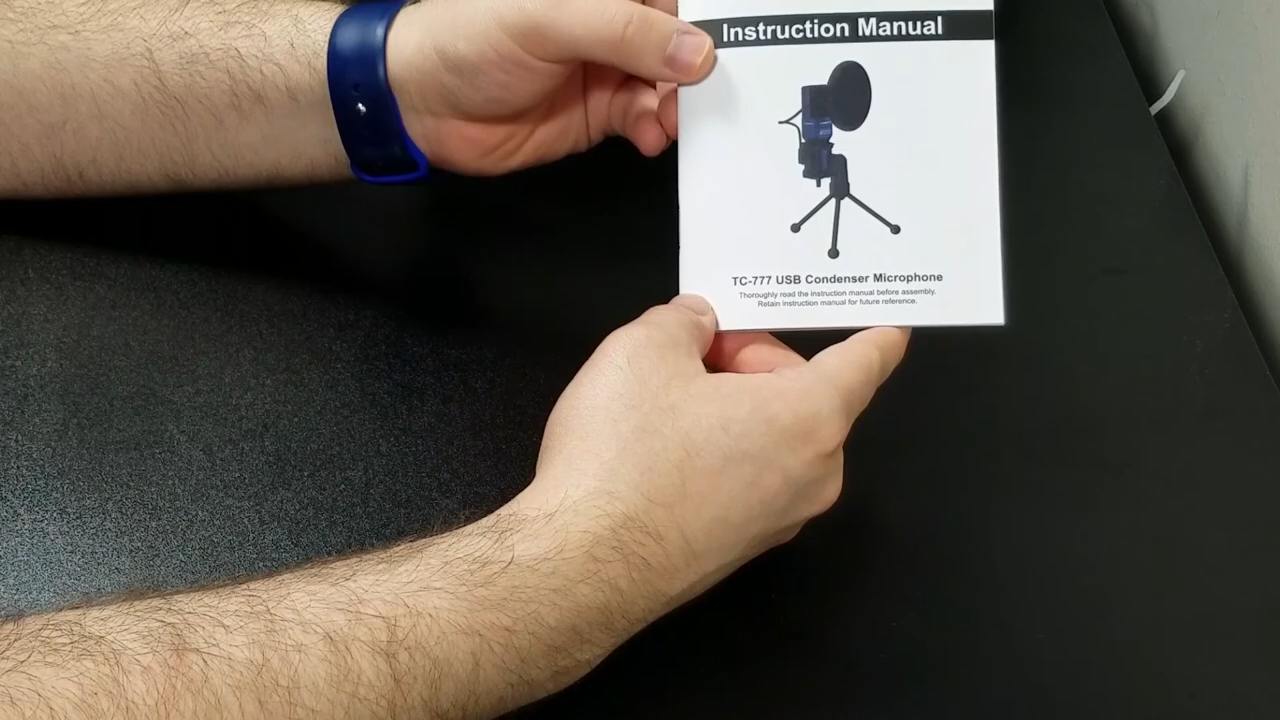 Instruction Manual
TC-777 USB Condenser Microphone
Thoroughly read the instruction manual before assembly.
Retain instruction manual for future reference.